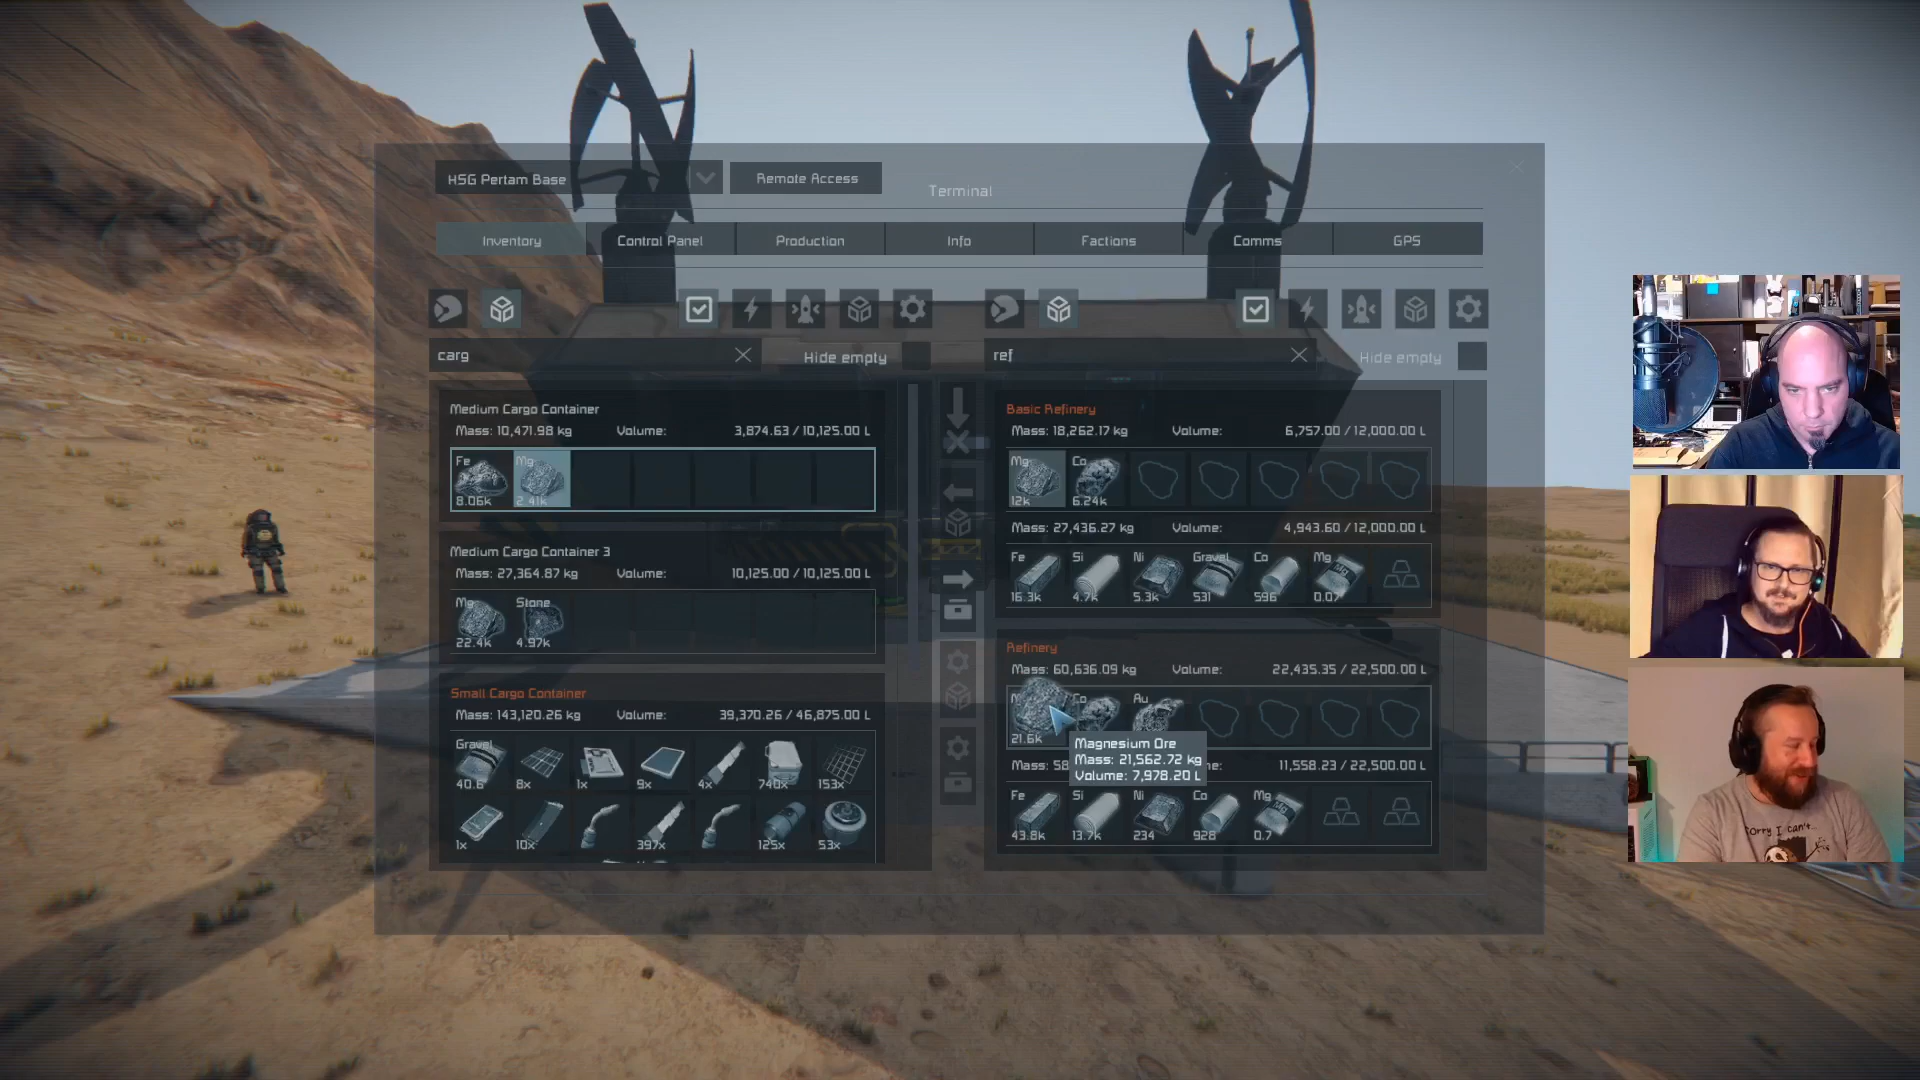 HSG Pertam Base
Remote Access
Terminal
Inventory
Control Panel
Production
Info
Factions
Comms
GPS
carg
Hide empty
ref
Hide empty
Medium Cargo Container
Mass: 10,471.98 kg Volume: 3,874.63 / 10,125.00 L
Fe Mg
8.06k 2.41k
Medium Cargo Container 3
Mass: 27,364.87 kg Volume: 10,125.00 / 10,125.00 L
Mg Stone
22.4k 4.97k
Small Cargo Container
Mass: 143,120.26 kg Volume: 39,370.26 / 46,875.00 L
Gravel
40.6 8x 1x 9x 4x 740x 153x
1x 10x 397x 125x 53x
Basic Refinery
Mass: 18,262.17 kg Volume: 6,757.00 / 12,000.00 L
Mg Co
12k 6.24k
Mass: 27,436.27 kg Volume: 4,943.60 / 12,000.00 L
Fe Si Ni Gravel Co Mg
Mg
16.3k 4.7k 5.3k 531 596 0.07
Refinery
Mass: 60,636.09 kg Volume: 22,435.35 / 22,500.00 L
Co Au
21.6k
Magnesium Ore
Mass: 21,562.72 kg
Volume: 7,978.20 L
Mass: 58 11,558.23 / 22,500.00 L
Fe Si Ni Co Mg
Mg
43.8k 13.7k 234 928 0.7
Sorry I can't...